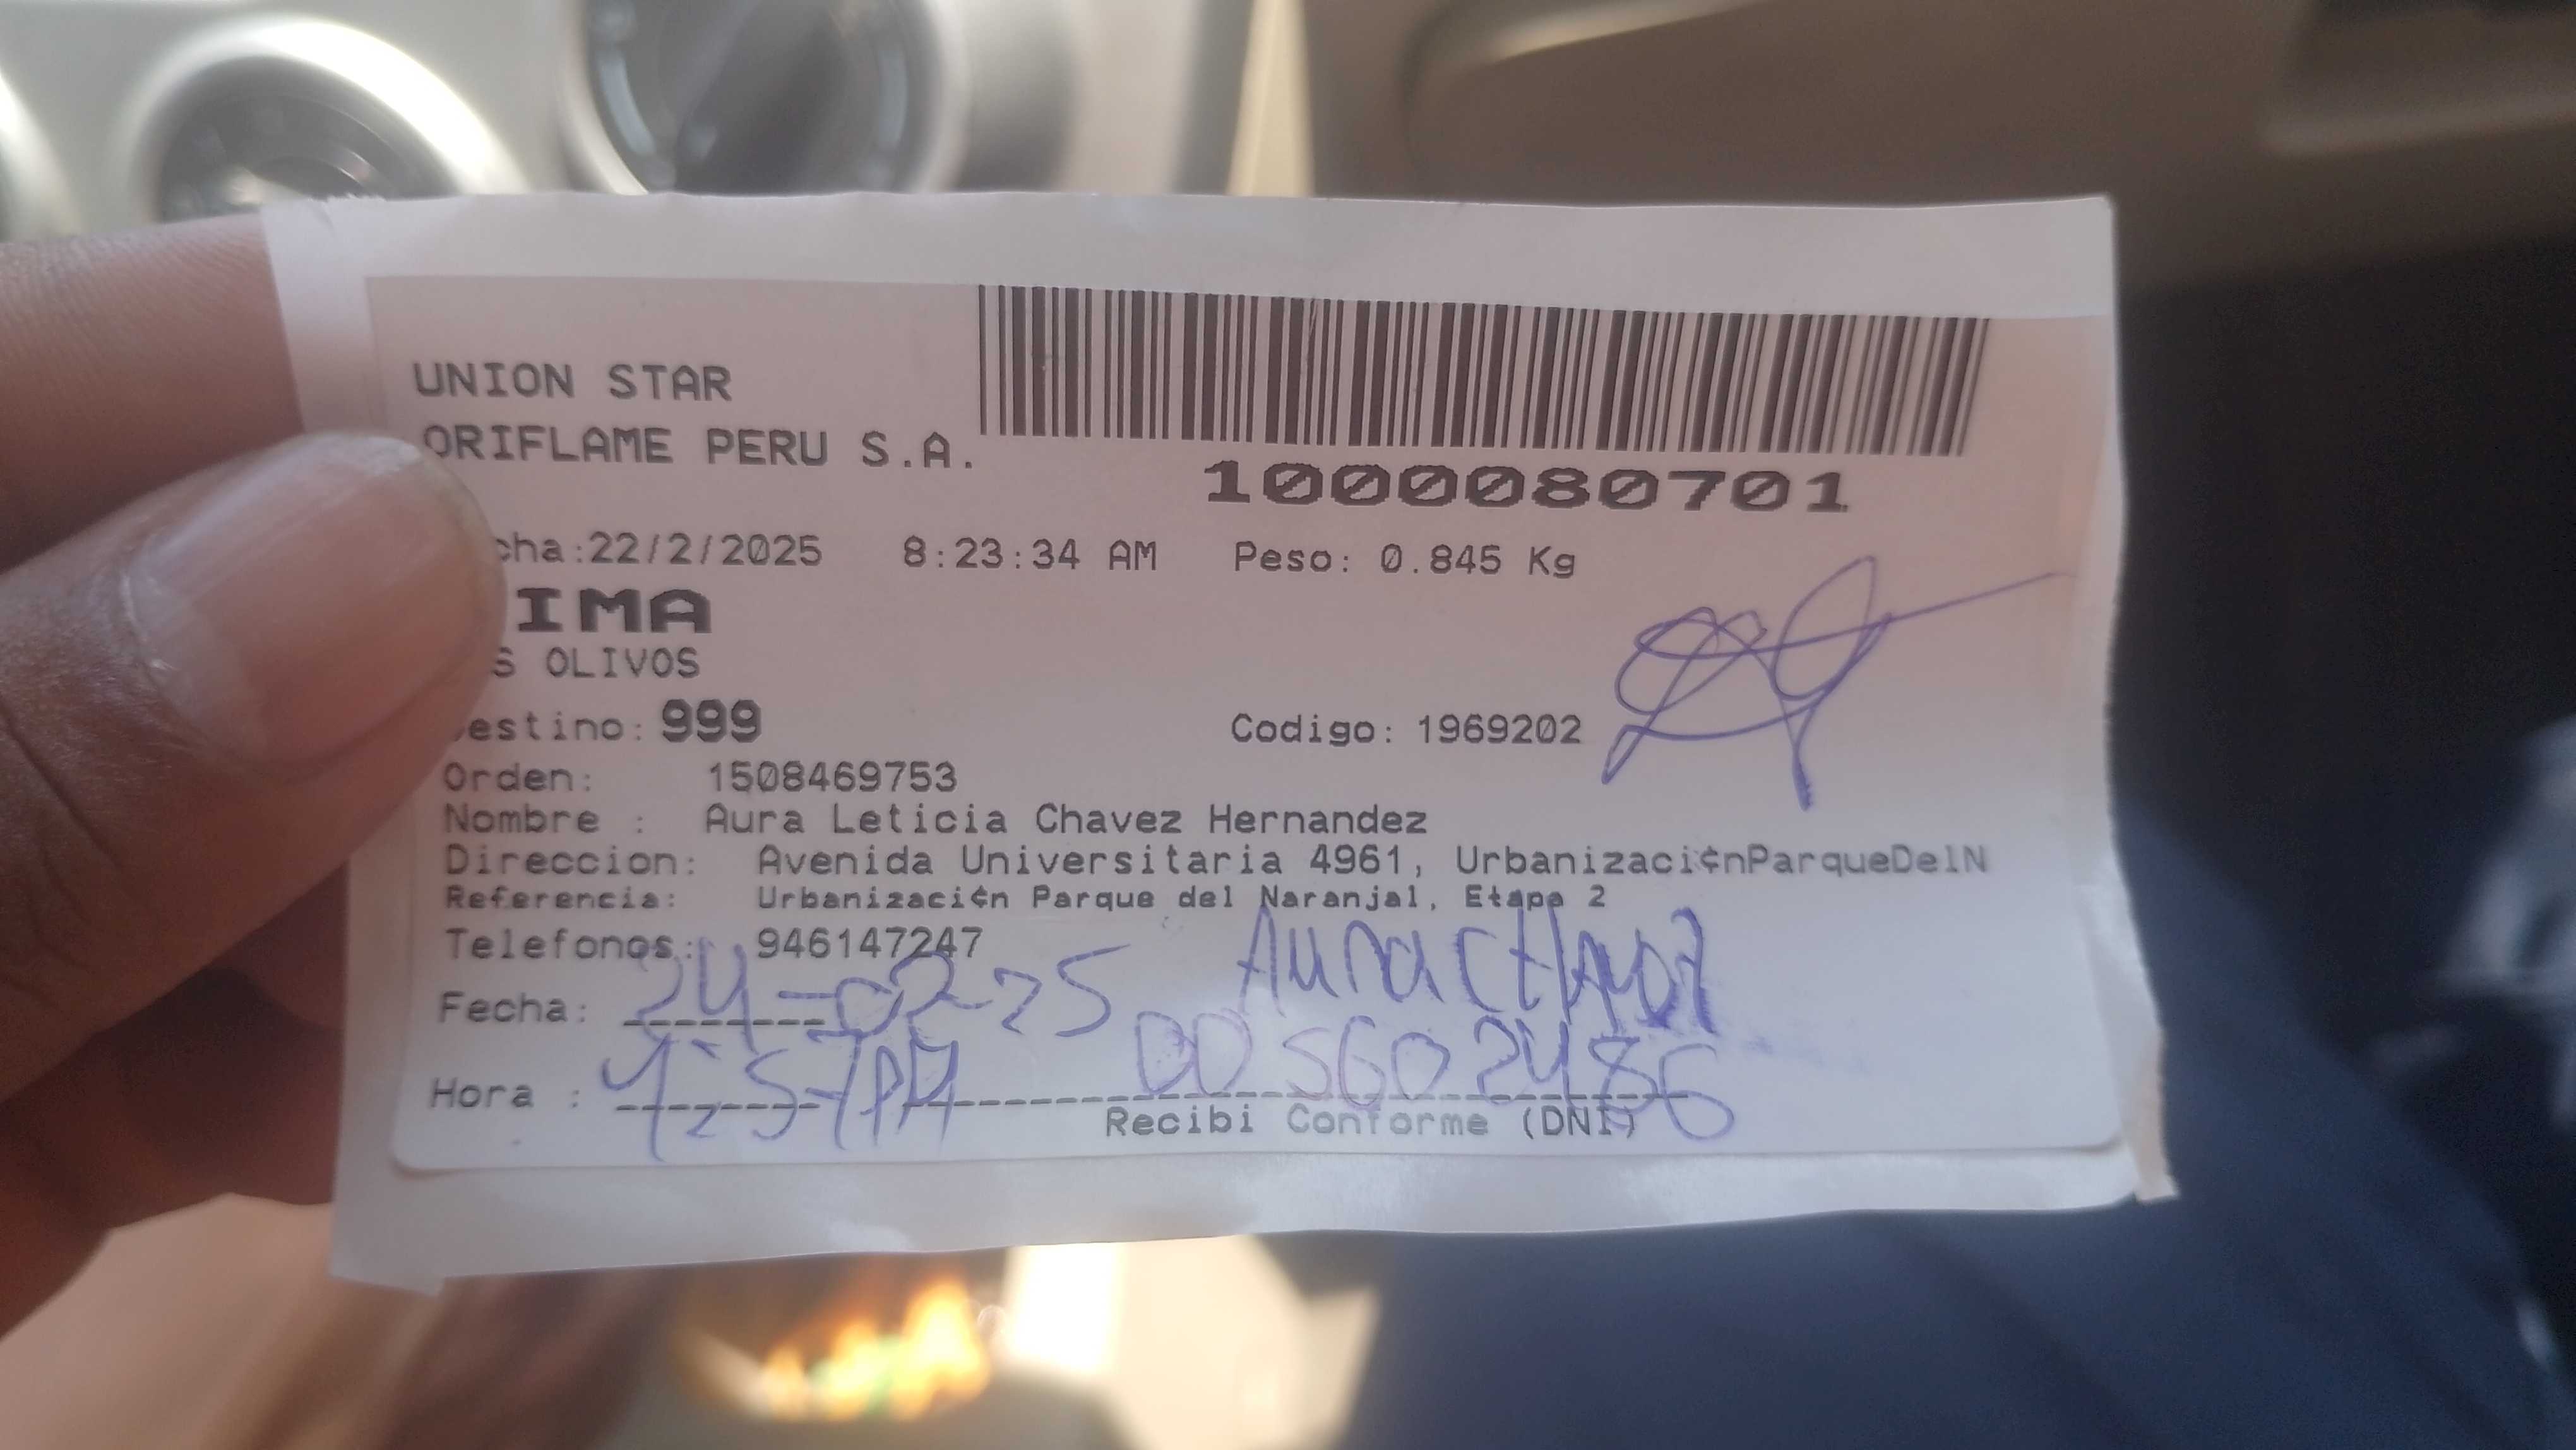 UNION STAR
ORIFLAME PERU S.A.
1000080701
cha:22/2/2025 8:23:34 AM Peso: 0.845 Kg
IMA
S OLIVOS
estino: 999 Codigo: 1969202
Orden: 1508469753
Nombre : Aura Leticia Chavez Hernandez
Direccion: Avenida Universitaria 4961, Urbanizaci¢nParqueDelN
Referencia: Urbanizaci¢n Parque del Naranjal, Etapa 2
Telefonos: 946147247
Fecha: 24-02-25 Aura
Hora :
Recibi Conforme (DNI)